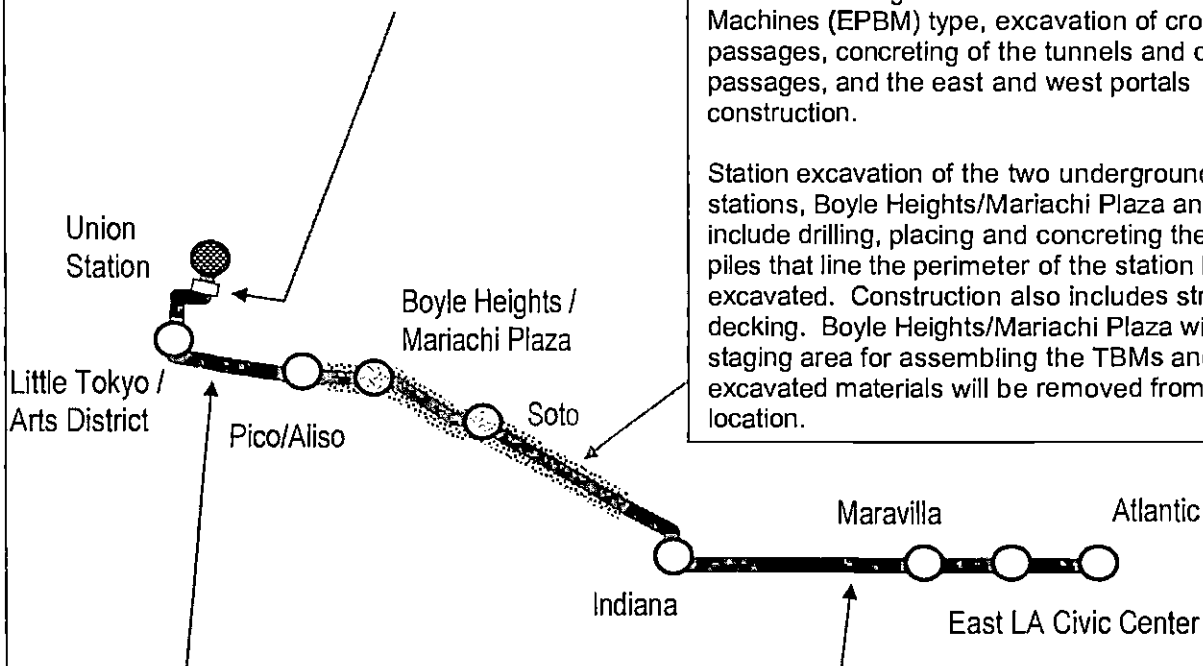 Machines (EPBM) type, excavation of cro
passages, concreting of the tunnels and
passages, and the east and west portals
construction.
Station excavation of the two undergroun
stations, Boyle Heights/Mariachi Plaza an
include drilling, placing and concreting the
piles that line the perimeter of the station
excavated. Construction also includes str
decking. Boyle Heights/Mariachi Plaza wi
staging area for assembling the TBMs an
excavated materials will be removed from
location.
Union
Station
Boyle Heights /
Mariachi Plaza
Little Tokyo /
Arts District
Pico/Aliso
Soto
Maravilla
Atlantic
Indiana
East LA Civic Center